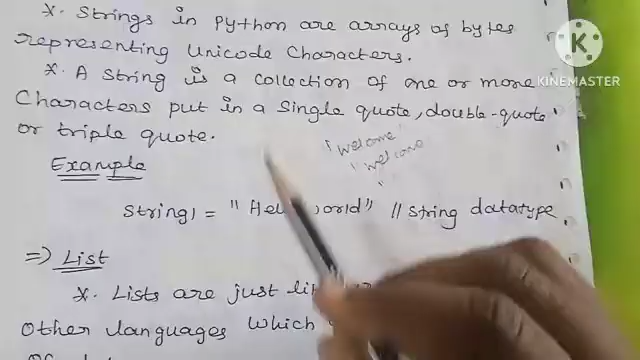 *. Strings in Python are arrays of bytes
representing Unicode Characters.
*. A String is a collection of one or more
Characters put in a single quote, double-quote
or triple quote.
'welcome'
"welcome
"
Example
String1 = "Hel orld" // String datatype
=> List
*. Lists are just li
Other languages which
KINEMASTER